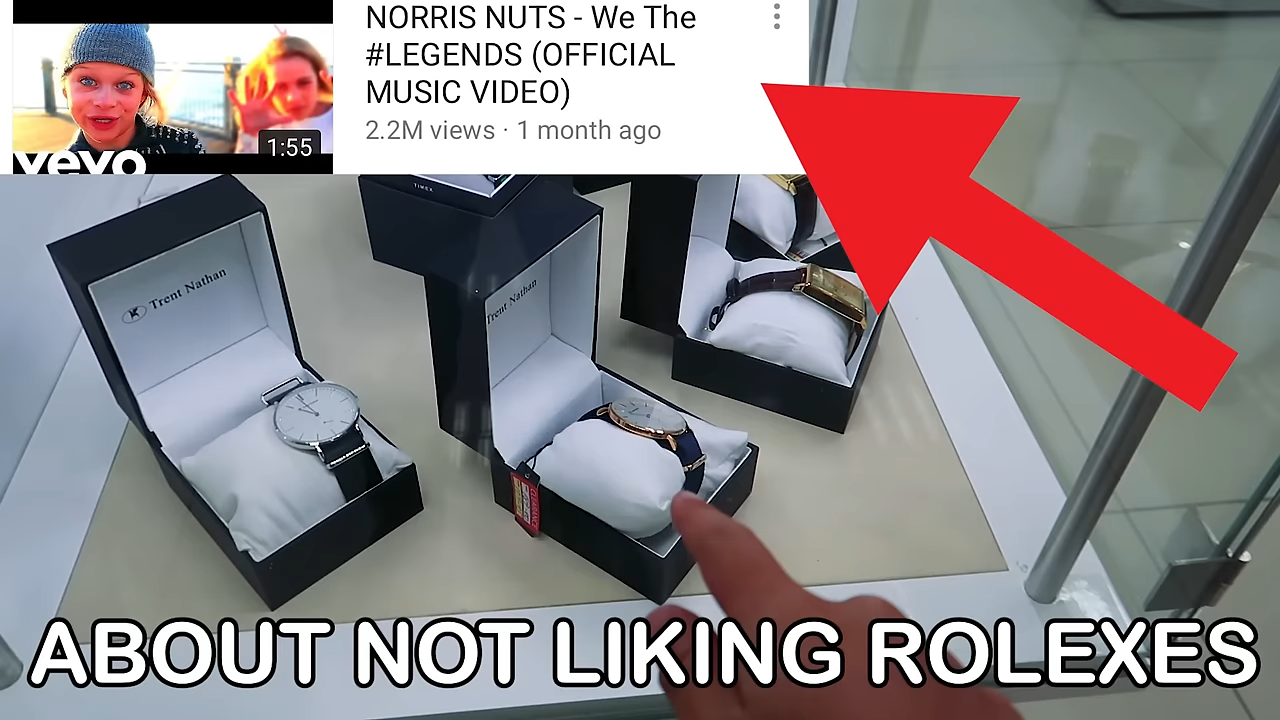 NORRIS NUTS - We The
#LEGENDS (OFFICIAL
MUSIC VIDEO)
2.2M views · 1 month ago
1:55
vevo
TIMEX
Trent Nathan
Trent Nathan
CLEARANCE
ABOUT NOT LIKING ROLEXES